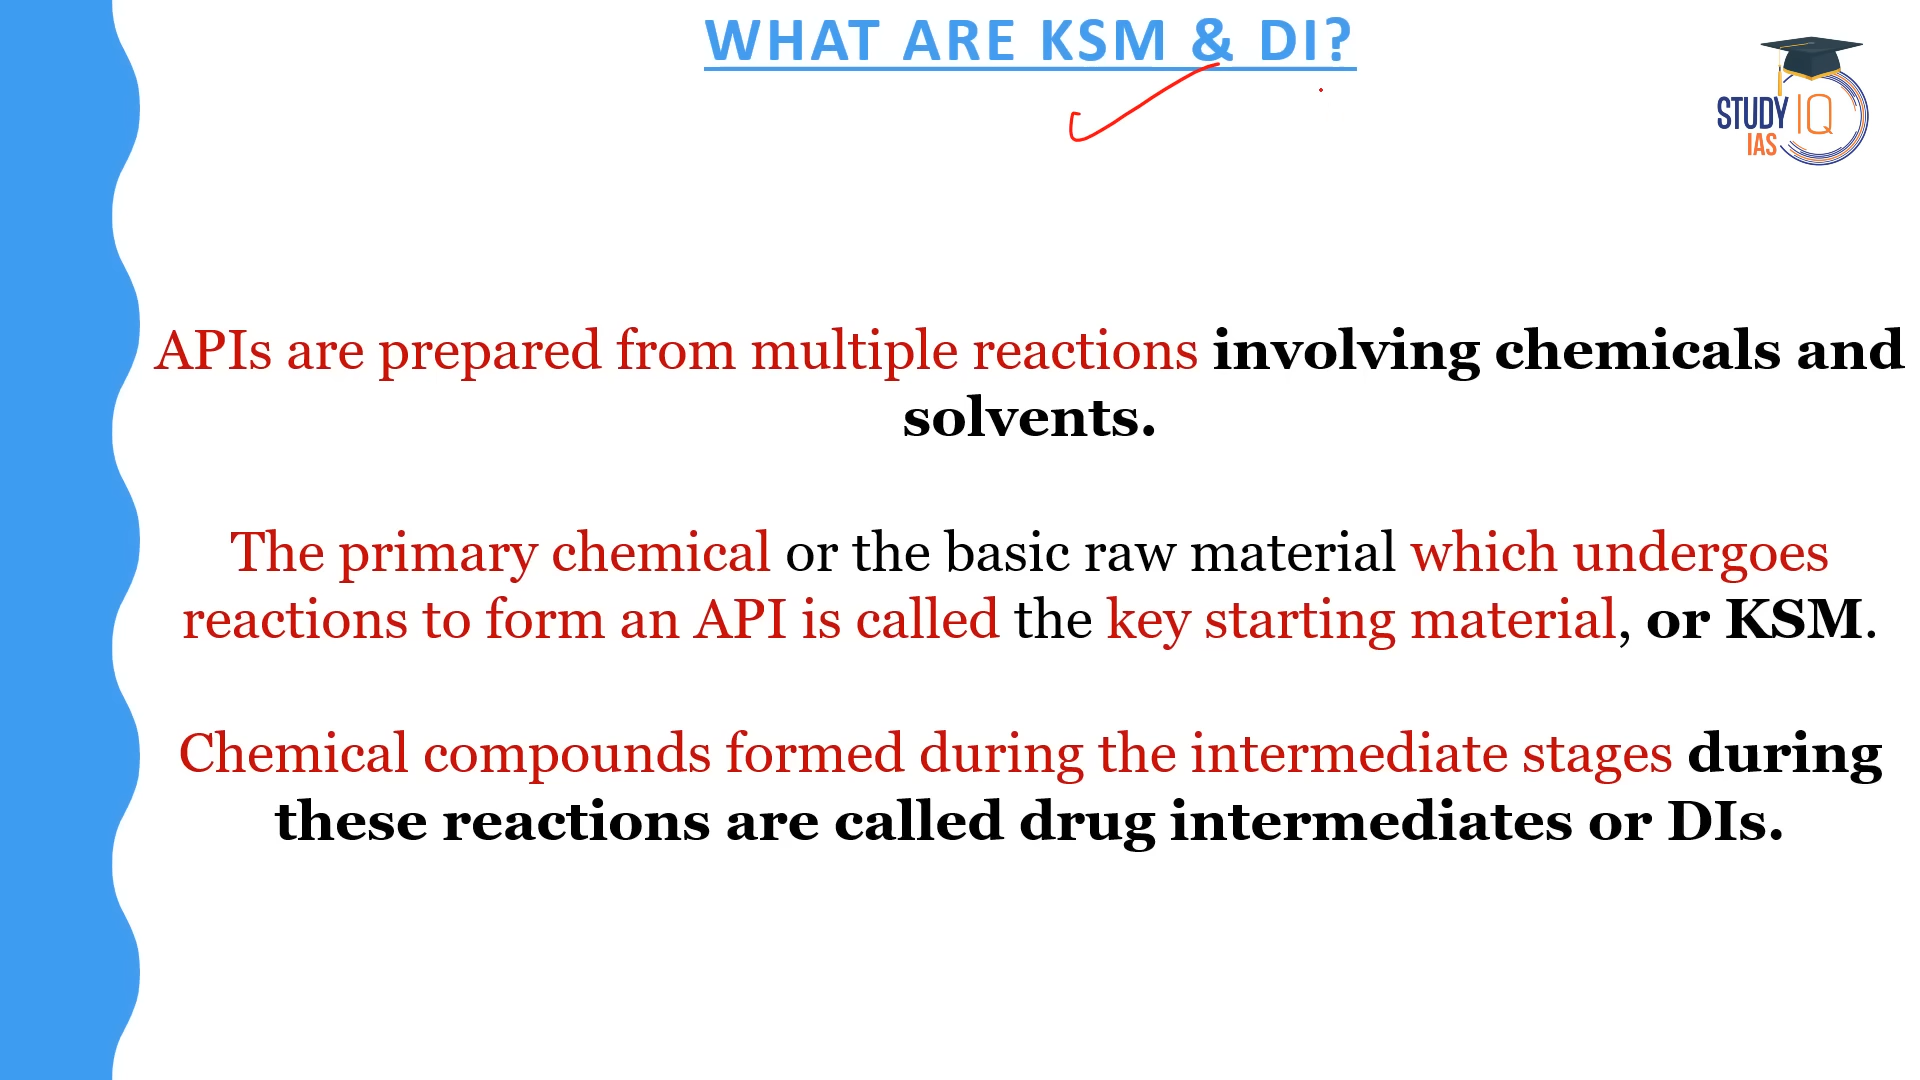 WHAT ARE KSM & DI?
STUDY IQ
IAS
APIs are prepared from multiple reactions involving chemicals and
solvents.
The primary chemical or the basic raw material which undergoes
reactions to form an API is called the key starting material, or KSM.
Chemical compounds formed during the intermediate stages during
these reactions are called drug intermediates or DIs.